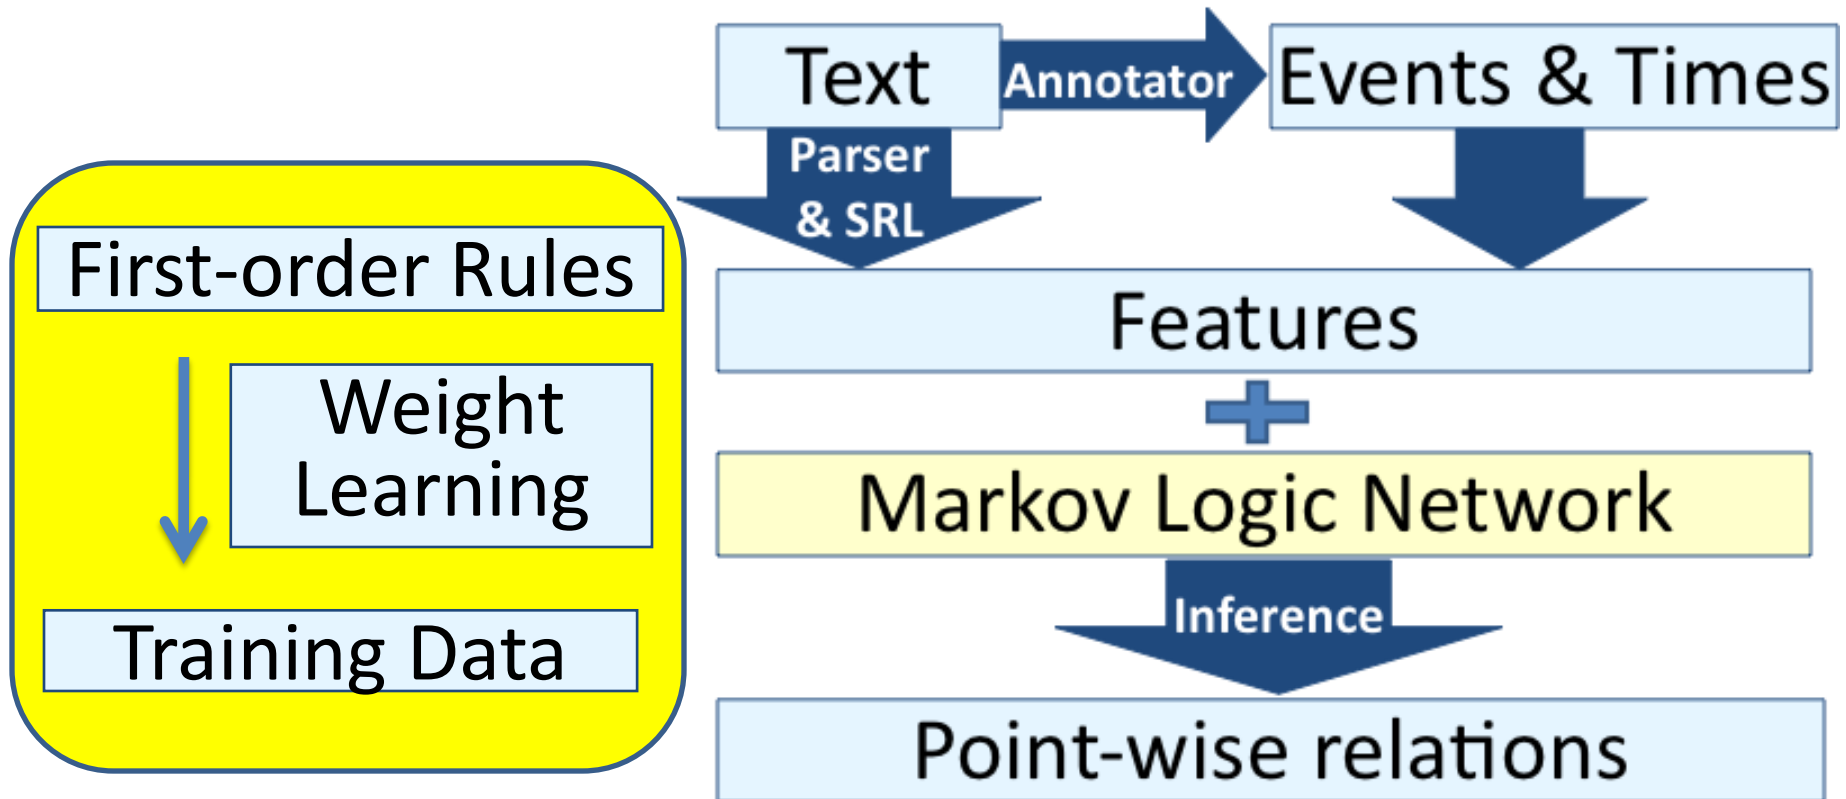 Text
Annotator
Events & Times
Parser
& SRL
First-order Rules
Features
Weight
Learning
Markov Logic Network
Inference
Training Data
Point-wise relations